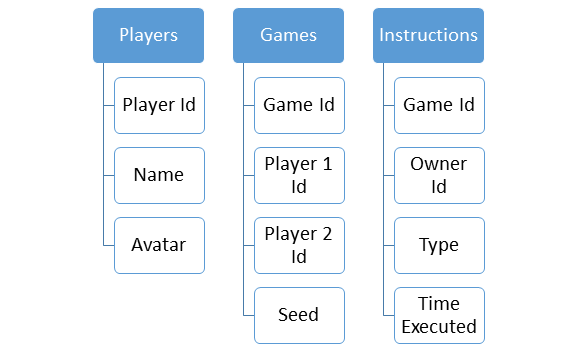 Players
Player Id
Name
Avatar
Games
Game Id
Player 1
Id
Player 2
Id
Seed
Instructions
Game Id
Owner
Id
Type
Time
Executed